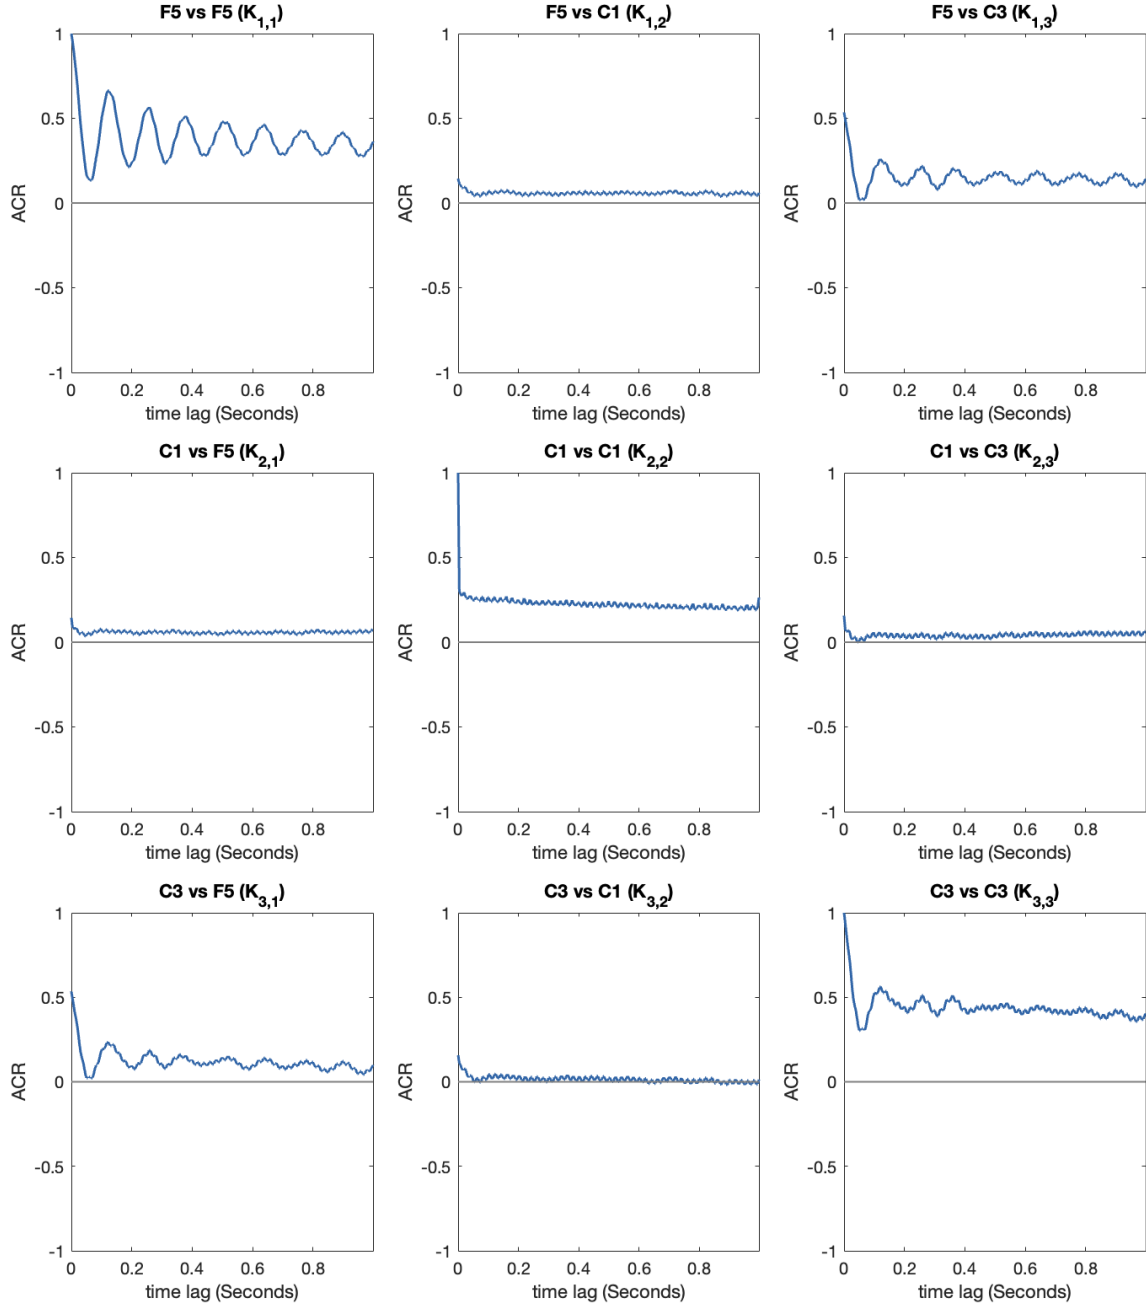 F5 vs F5 (K1,1)
1
0.5
0
-0.5
-1
ACR
0 0.2 0.4 0.6 0.8
time lag (Seconds)
F5 vs C1 (K1,2)
1
0.5
0
-0.5
-1
ACR
0 0.2 0.4 0.6 0.8
time lag (Seconds)
F5 vs C3 (K1,3)
1
0.5
0
-0.5
-1
ACR
0 0.2 0.4 0.6 0.8
time lag (Seconds)
C1 vs F5 (K2,1)
1
0.5
0
-0.5
-1
ACR
0 0.2 0.4 0.6 0.8
time lag (Seconds)
C1 vs C1 (K2,2)
1
0.5
0
-0.5
-1
ACR
0 0.2 0.4 0.6 0.8
time lag (Seconds)
C1 vs C3 (K2,3)
1
0.5
0
-0.5
-1
ACR
0 0.2 0.4 0.6 0.8
time lag (Seconds)
C3 vs F5 (K3,1)
1
0.5
0
-0.5
-1
ACR
0 0.2 0.4 0.6 0.8
time lag (Seconds)
C3 vs C1 (K3,2)
1
0.5
0
-0.5
-1
ACR
0 0.2 0.4 0.6 0.8
time lag (Seconds)
C3 vs C3 (K3,3)
1
0.5
0
-0.5
-1
ACR
0 0.2 0.4 0.6 0.8
time lag (Seconds)